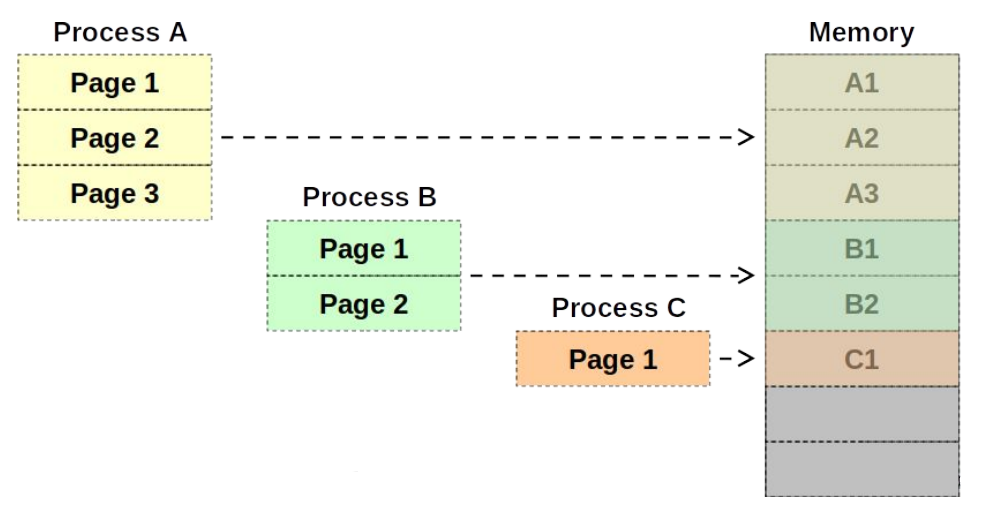 Process A
Page 1
Page 2
Page 3
Process B
Page 1
Page 2
Process C
Page 1
Memory
A1
A2
A3
B1
B2
C1